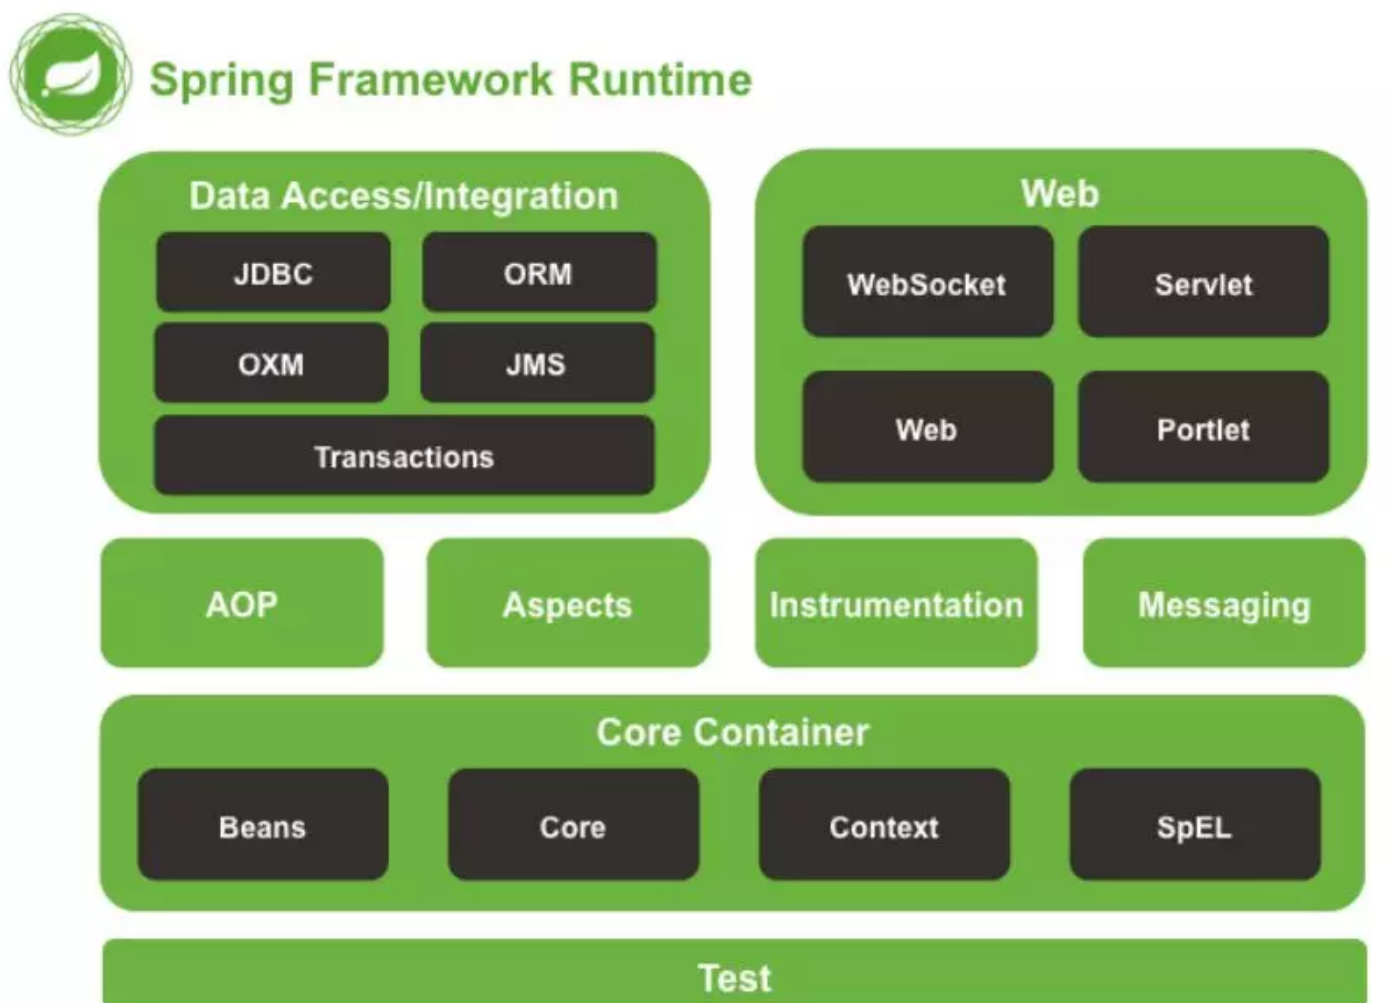 Spring Framework Runtime
Data Access/Integration
JDBC
ORM
OXM
JMS
Transactions
Web
WebSocket
Servlet
Web
Portlet
AOP
Aspects
Instrumentation
Messaging
Core Container
Beans
Core
Context
SpEL
Test